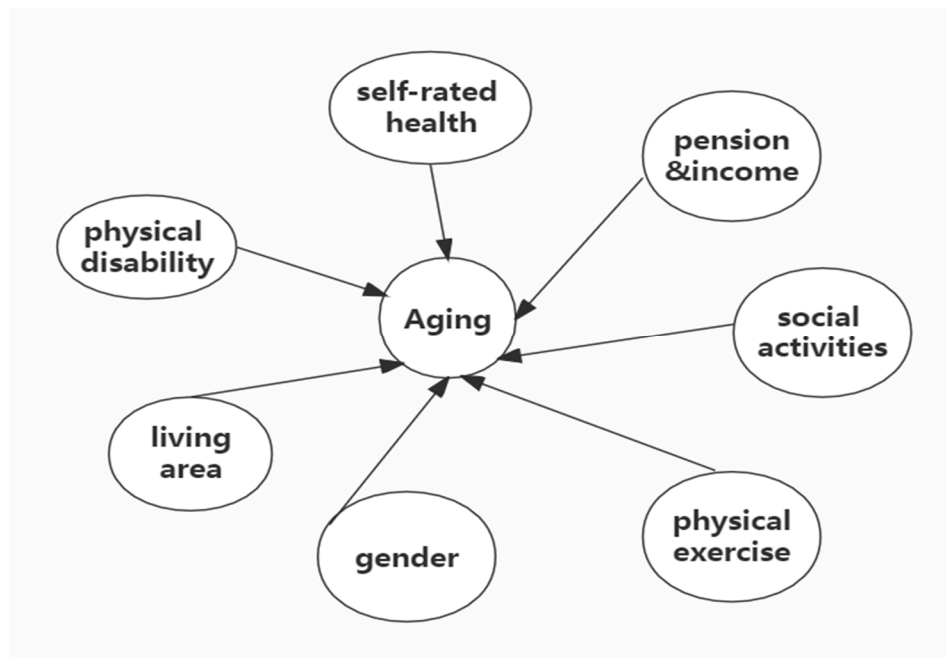 self-rated
health
pension
&income
physical
disability
Aging
social
activities
living
area
gender
physical
exercise